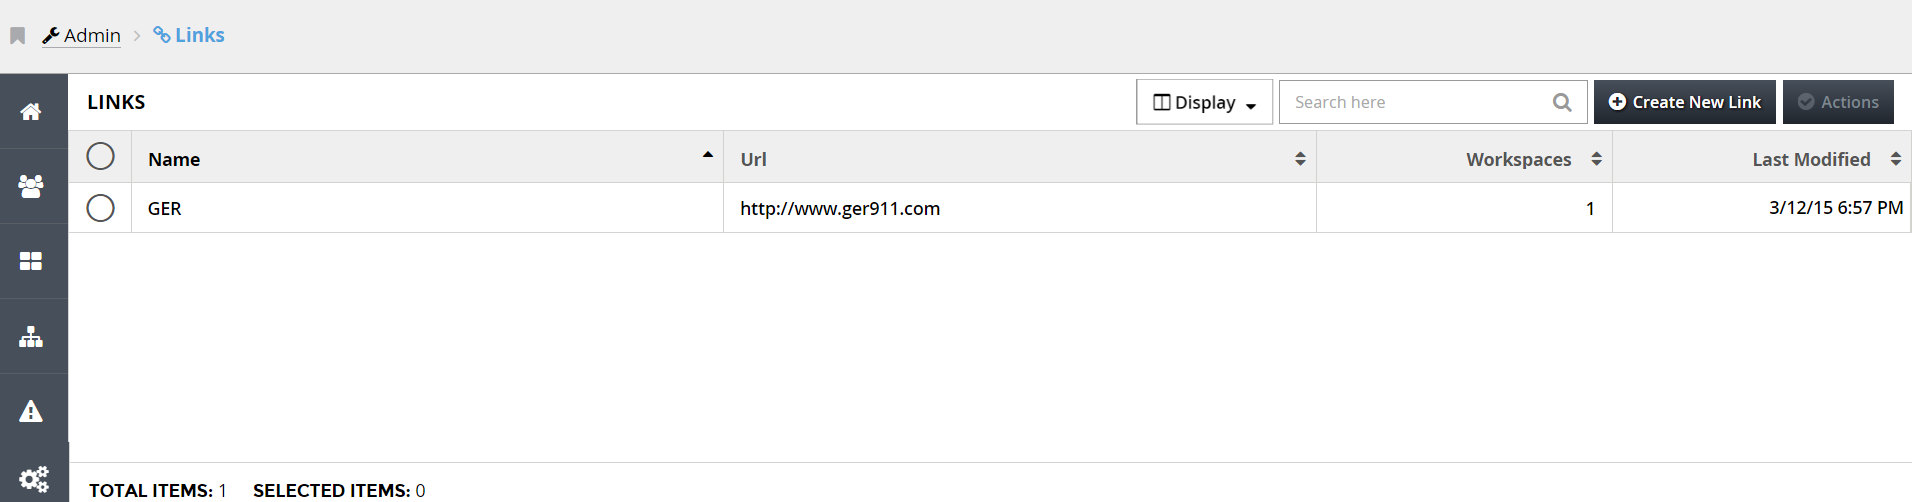 Admin > Links
LINKS Display Search here Create New Link Actions
Name Url Workspaces Last Modified
GER http://www.ger911.com 1 3/12/15 6:57 PM
TOTAL ITEMS: 1 SELECTED ITEMS: 0